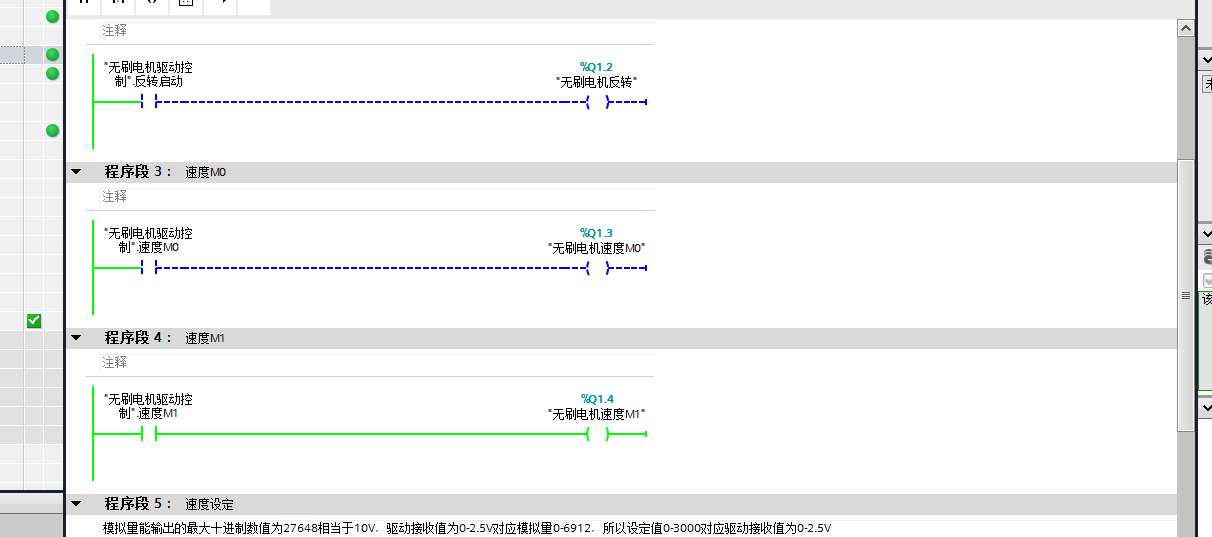 注释
"无刷电机驱动控
制".反转启动
%Q1.2
"无刷电机反转"
程序段 3： 速度M0
注释
"无刷电机驱动控
制".速度M0
%Q1.3
"无刷电机速度M0"
程序段 4： 速度M1
注释
"无刷电机驱动控
制".速度M1
%Q1.4
"无刷电机速度M1"
程序段 5： 速度设定
模拟量能输出的最大十进制数值为27648相当于10V，驱动接收值为0-2.5V对应模拟量0-6912，所以设定值0-3000对应驱动接收值为0-2.5V